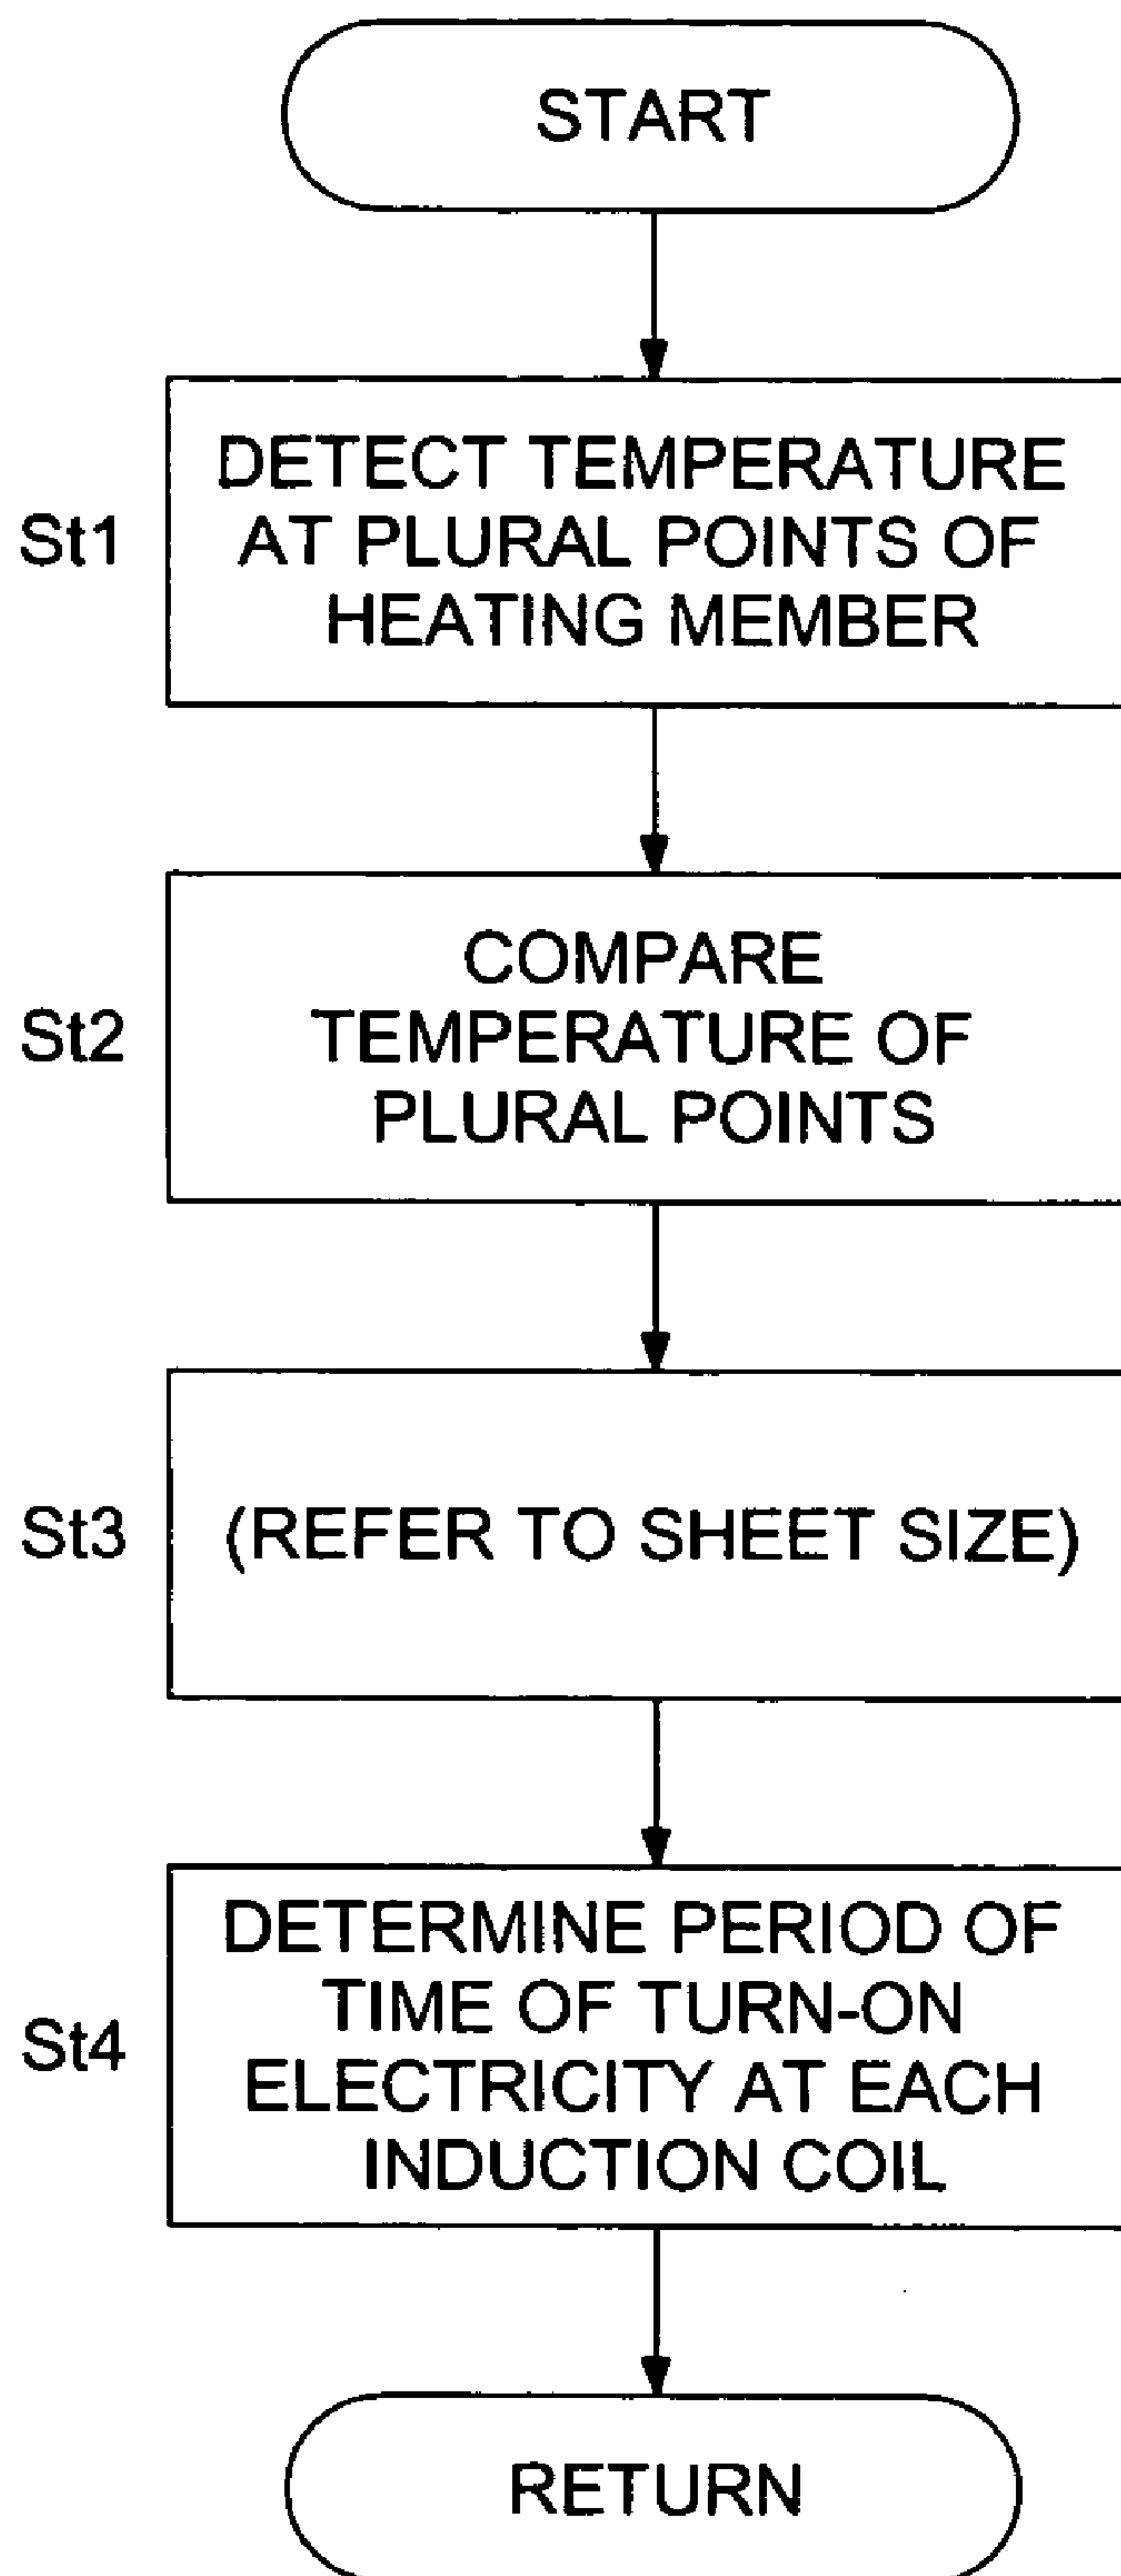 START
St1
DETECT TEMPERATURE
AT PLURAL POINTS OF
HEATING MEMBER
St2
COMPARE
TEMPERATURE OF
PLURAL POINTS
St3
(REFER TO SHEET SIZE)
St4
DETERMINE PERIOD OF
TIME OF TURN-ON
ELECTRICITY AT EACH
INDUCTION COIL
RETURN